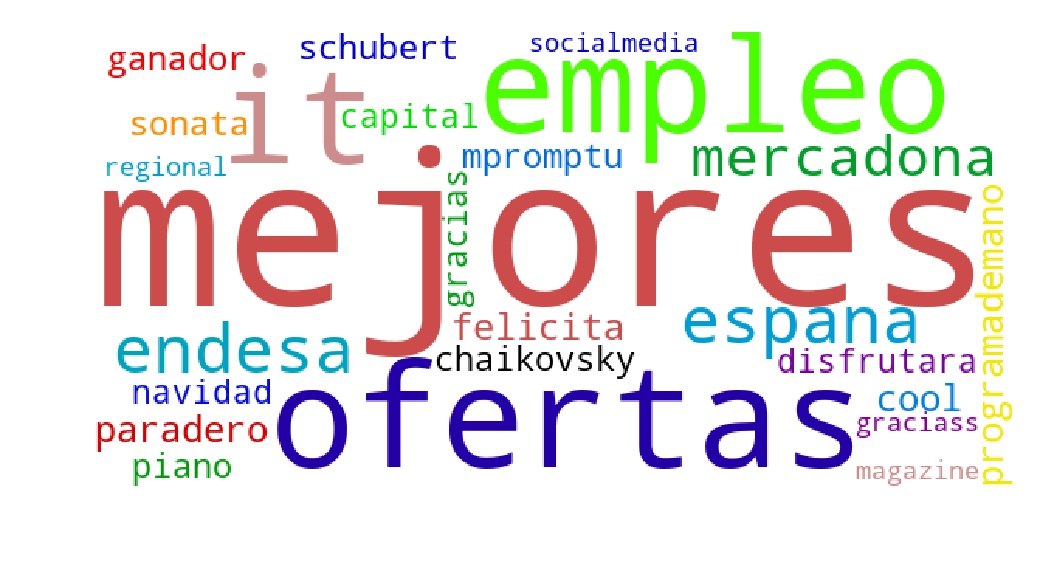 ganador
schubert
socialmedia
it
empleo
sonata
capital
regional
mpromptu
mercadona
mejores
gracias
programademano
endesa
felicita
espana
chaikovsky
disfrutara
navidad
ofertas
cool
paradero
graciass
piano
magazine